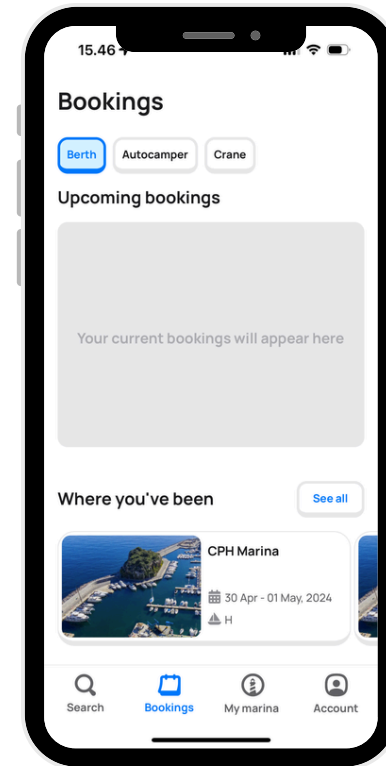 15.46
Bookings
Berth
Autocamper
Crane
Upcoming bookings
Your current bookings will appear here
Where you've been
See all
CPH Marina
30 Apr - 01 May, 2024
H
Search
Bookings
My marina
Account